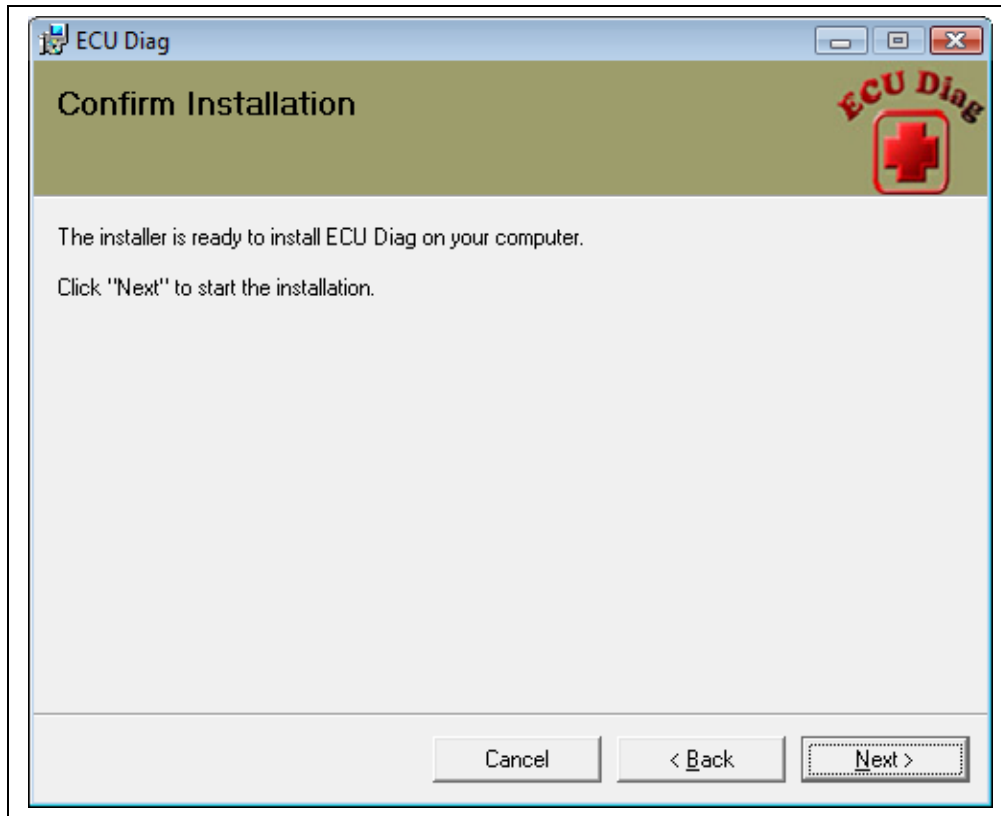 ECU Diag
Confirm Installation
ECU Diag
The installer is ready to install ECU Diag on your computer.
Click "Next" to start the installation.
Cancel
< Back
Next >